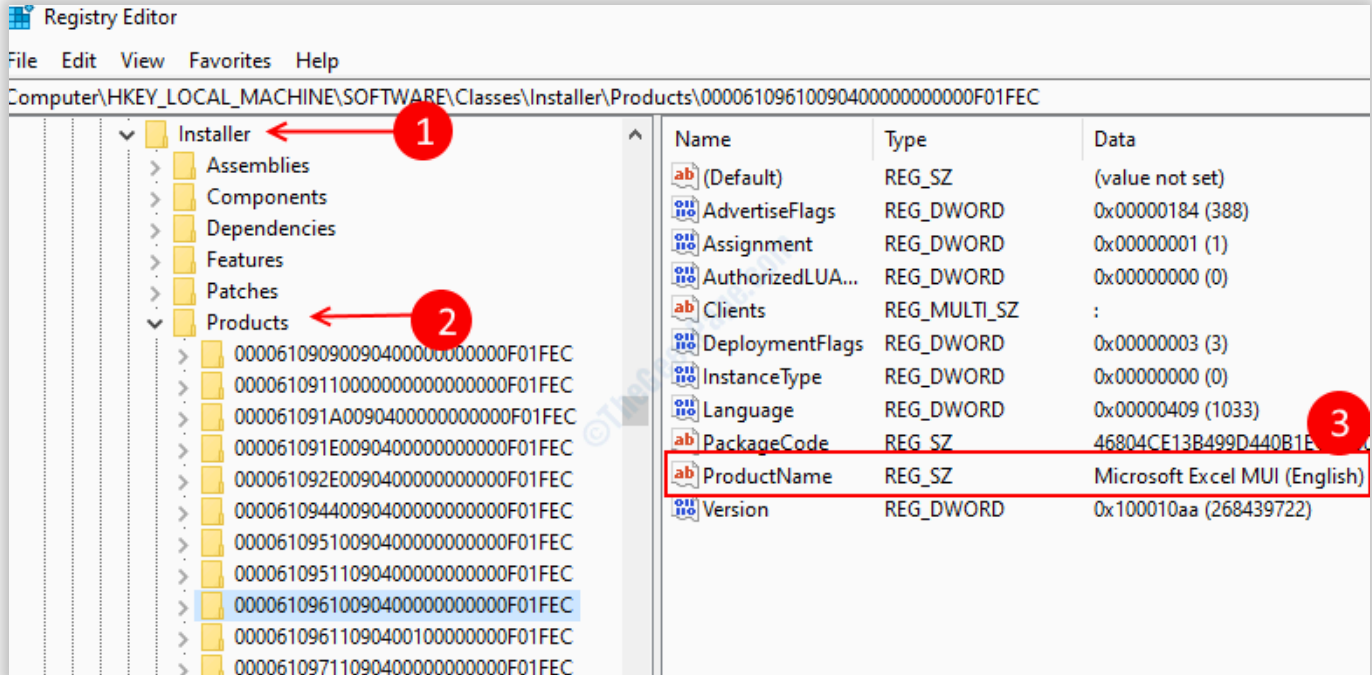 Registry Editor
File Edit View Favorites Help
Computer\HKEY_LOCAL_MACHINE\SOFTWARE\Classes\Installer\Products\00006109610090400000000000F01FEC
Installer
1
Assemblies
Components
Dependencies
Features
Patches
Products
2
00006109090090400000000000F01FEC
00006109110000000000000000F01FEC
000061091A0090400000000000F01FEC
000061091E0090400000000000F01FEC
000061092E0090400000000000F01FEC
00006109440090400000000000F01FEC
00006109510090400000000000F01FEC
00006109511090400000000000F01FEC
00006109610090400000000000F01FEC
00006109611090400100000000F01FEC
00006109711090400000000000F01FEC
Name Type Data
(Default) REG_SZ (value not set)
AdvertiseFlags REG_DWORD 0x00000184 (388)
Assignment REG_DWORD 0x00000001 (1)
AuthorizedLUA... REG_DWORD 0x00000000 (0)
Clients REG_MULTI_SZ :
DeploymentFlags REG_DWORD 0x00000003 (3)
InstanceType REG_DWORD 0x00000000 (0)
Language REG_DWORD 0x00000409 (1033)
3
PackageCode REG_SZ 46804CE13B499D440B1E
ProductName REG_SZ Microsoft Excel MUI (English)
Version REG_DWORD 0x100010aa (268439722)
©TheGeekPage.com